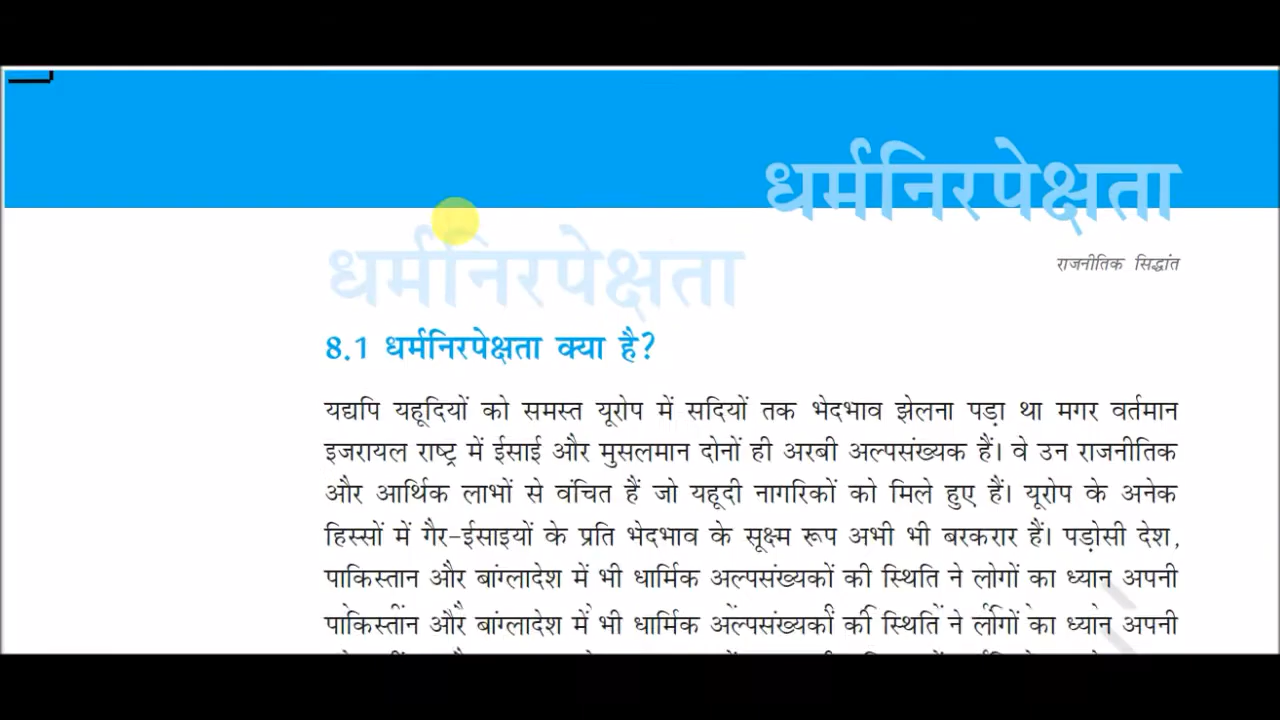 धर्मनिरपेक्षता
राजनीतिक सिद्धांत
धर्मनिरपेक्षता
8.1 धर्मनिरपेक्षता क्या है?
यद्यपि यहूदियों को समस्त यूरोप में सदियों तक भेदभाव झेलना पड़ा था मगर वर्तमान
इजरायल राष्ट्र में ईसाई और मुसलमान दोनों ही अरबी अल्पसंख्यक हैं। वे उन राजनीतिक
और आर्थिक लाभों से वंचित हैं जो यहूदी नागरिकों को मिले हुए हैं। यूरोप के अनेक
हिस्सों में गैर-ईसाइयों के प्रति भेदभाव के सूक्ष्म रूप अभी भी बरकरार हैं। पड़ोसी देश,
पाकिस्तान और बांग्लादेश में भी धार्मिक अल्पसंख्यकों की स्थिति ने लोगों का ध्यान अपनी
पाकिस्तान और बांग्लादेश में भी धार्मिक अल्पसंख्यकों की स्थिति ने लोगों का ध्यान अपनी